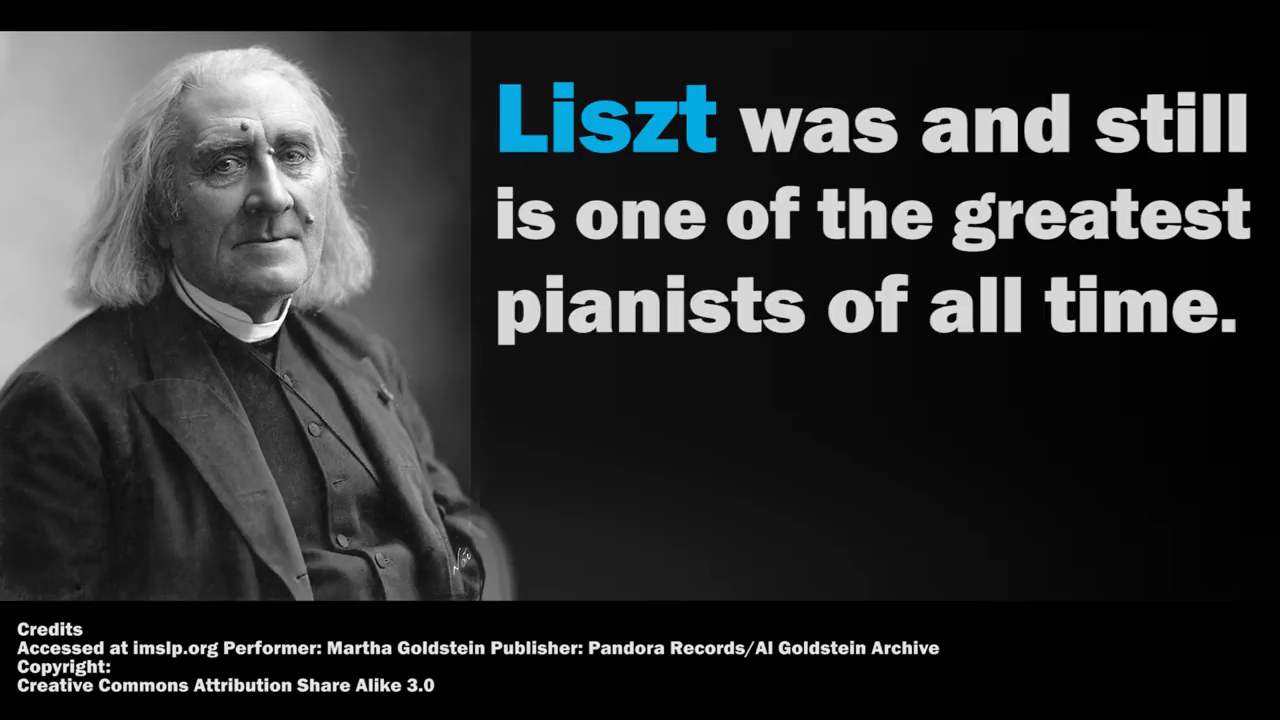 Liszt was and still
is one of the greatest
pianists of all time.
Credits
Accessed at imslp.org Performer: Martha Goldstein Publisher: Pandora Records/Al Goldstein Archive
Copyright:
Creative Commons Attribution Share Alike 3.0